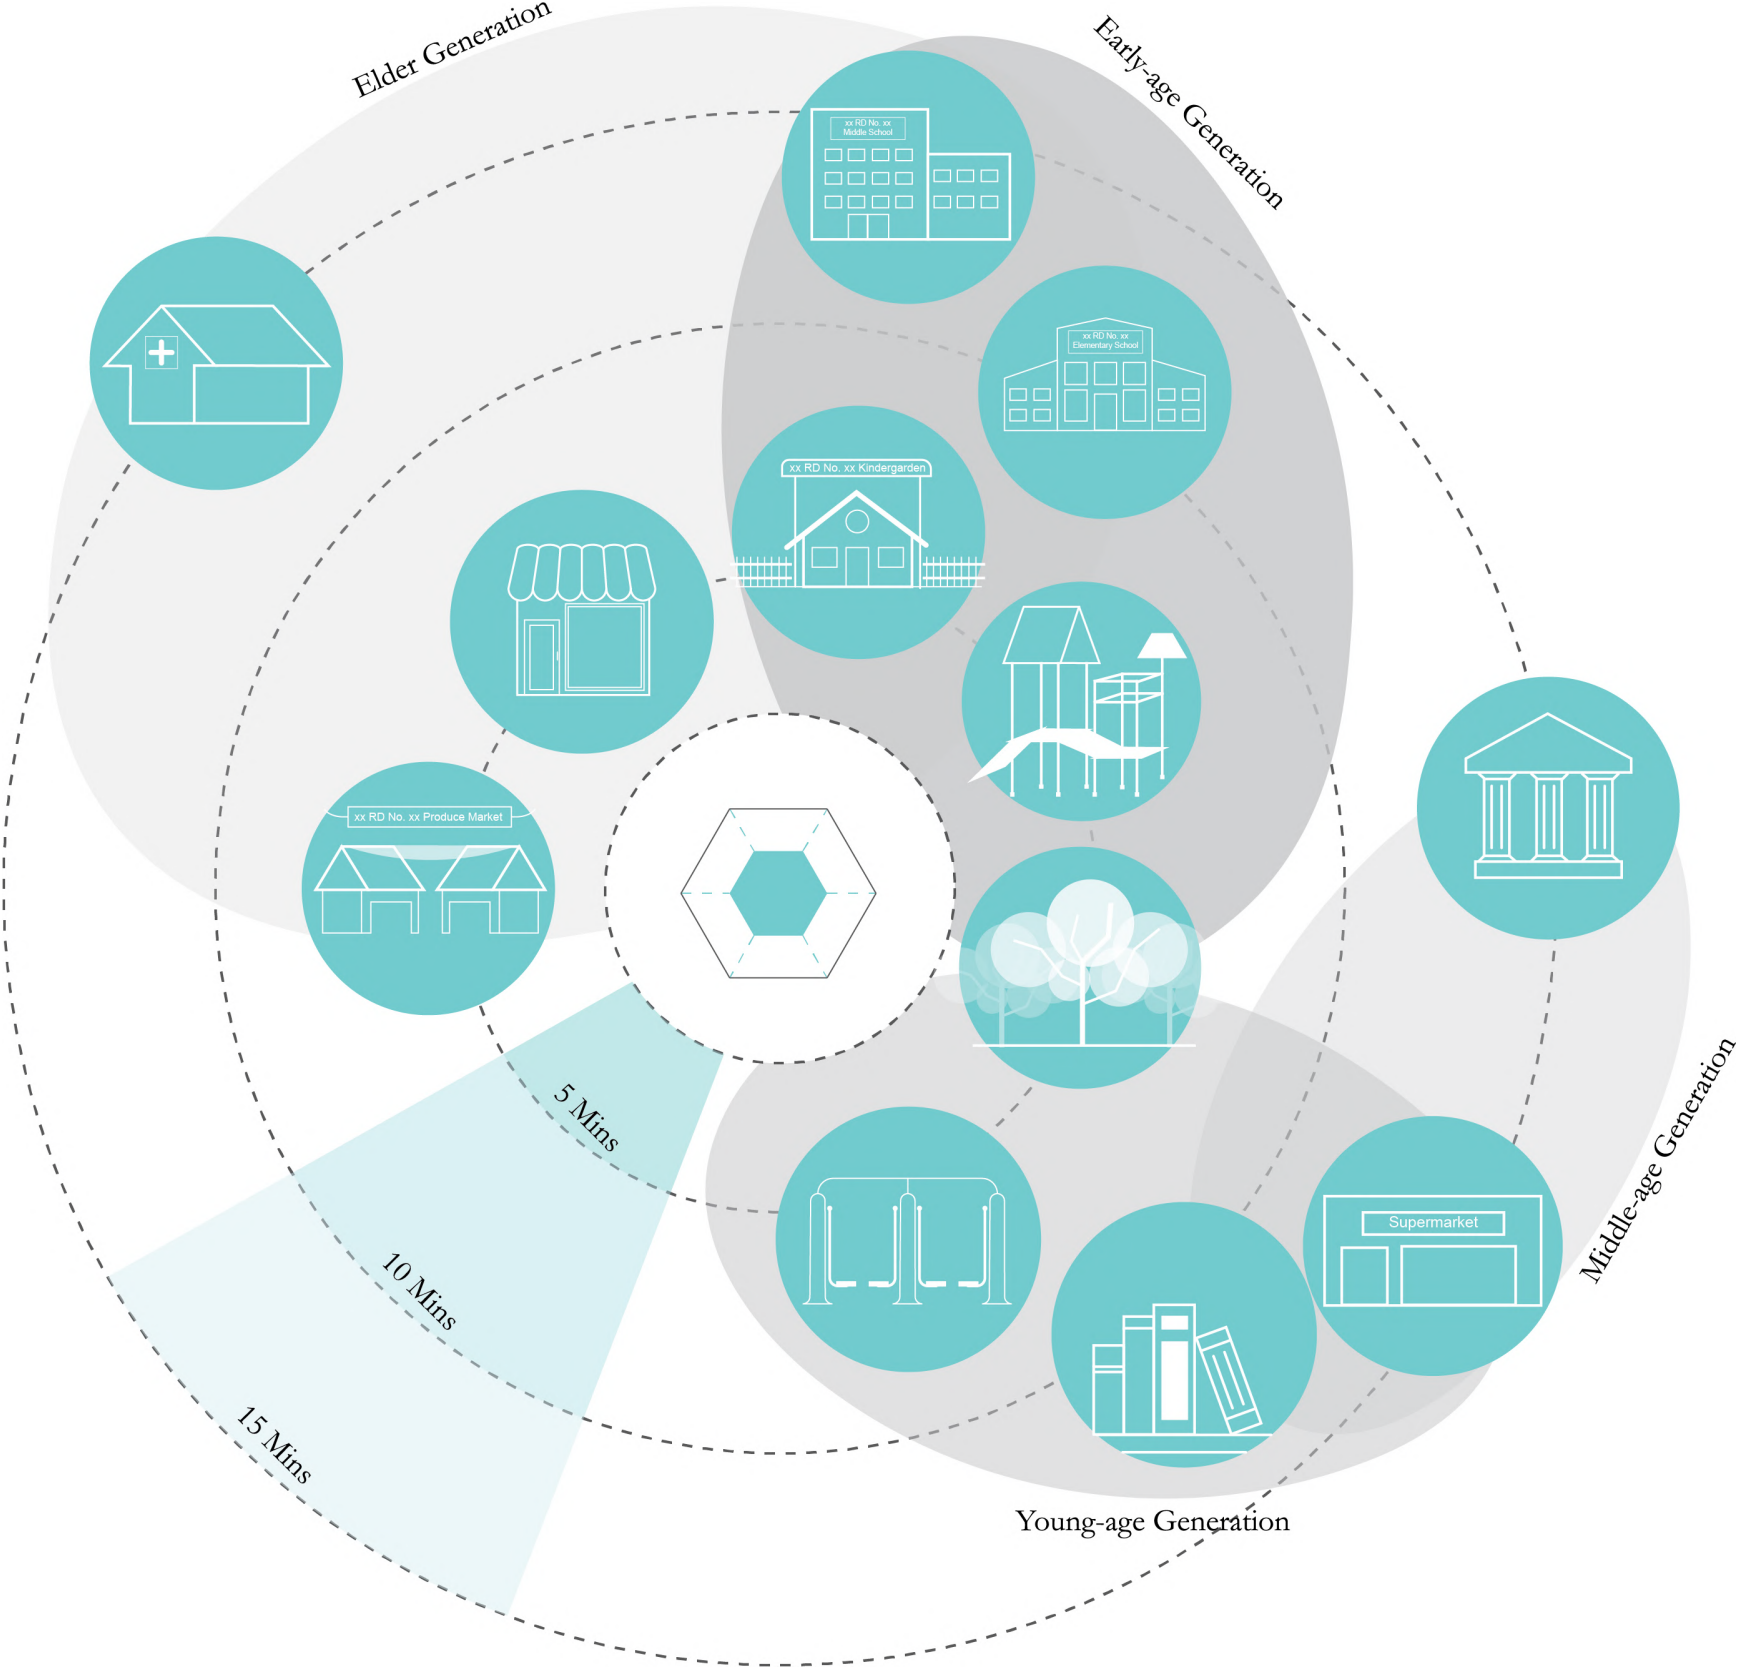 Elder Generation
Early-age Generation
xx RD No. xx
Middle School
xx RD No. xx
Elementary School
xx RD No. xx Kindergarden
xx RD No. xx Produce Market
5 Mins
10 Mins
15 Mins
Supermarket
Middle-age Generation
Young-age Generation